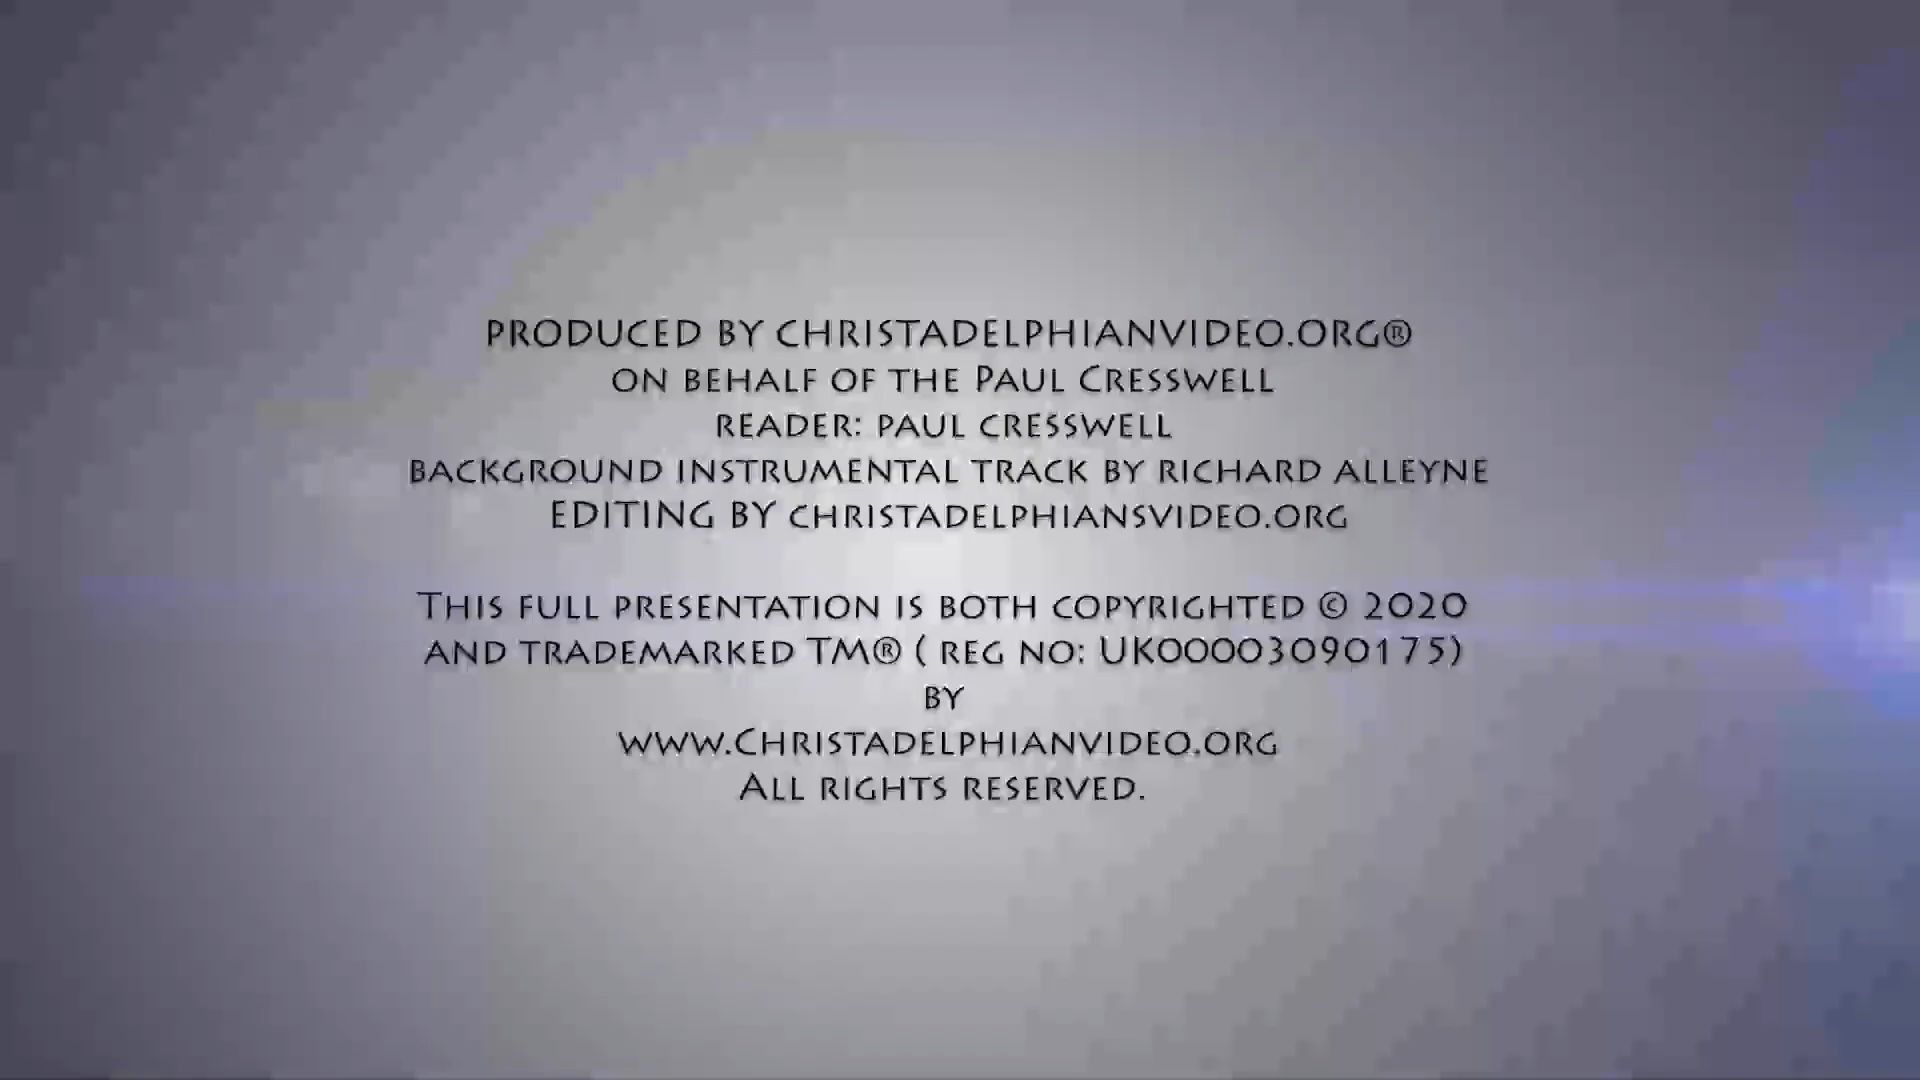 PRODUCED BY CHRISTADELPHIANVIDEO.ORG®
ON BEHALF OF THE PAUL CRESSWELL
READER: PAUL CRESSWELL
BACKGROUND INSTRUMENTAL TRACK BY RICHARD ALLEYNE
EDITING BY CHRISTADELPHIANSVIDEO.ORG
THIS FULL PRESENTATION IS BOTH COPYRIGHTED © 2020
AND TRADEMARKED TM® ( REG NO: UK00003090175)
BY
WWW.CHRISTADELPHIANVIDEO.ORG
ALL RIGHTS RESERVED.